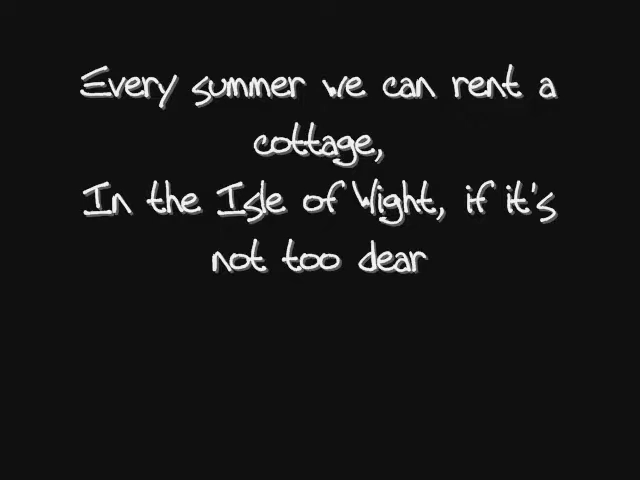 Every summer we can rent a
cottage,
In the Isle of Wight, if it's
not too dear